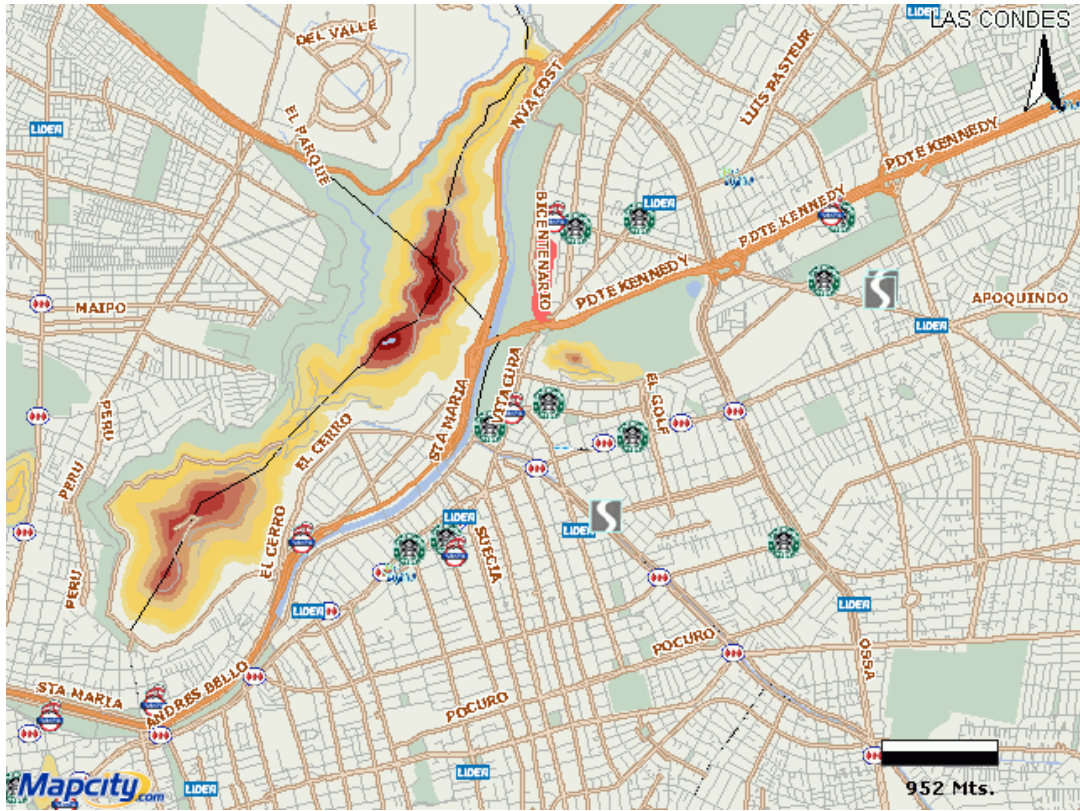 LIDER
LAS CONDES
DEL VALLE
LUIS PASTEUR
NVA COST
EL PARQUE
LIDER
PDTE KENNEDY
LIDER
BICENTENARIO
PDTE KENNEDY
PDTE KENNEDY
MAIPO
APOQUINDO
LIDER
VITACURA
EL GOLF
STA MARIA
PERU
EL CERRO
PERU
LIDER
LIDER
EL CERRO
SUECIA
PERU
LIDER
LIDER
POCURO
OSSA
STA MARIA
ANDRES BELLO
POCURO
LIDER
LIDER
Mapcity.com
952 Mts.